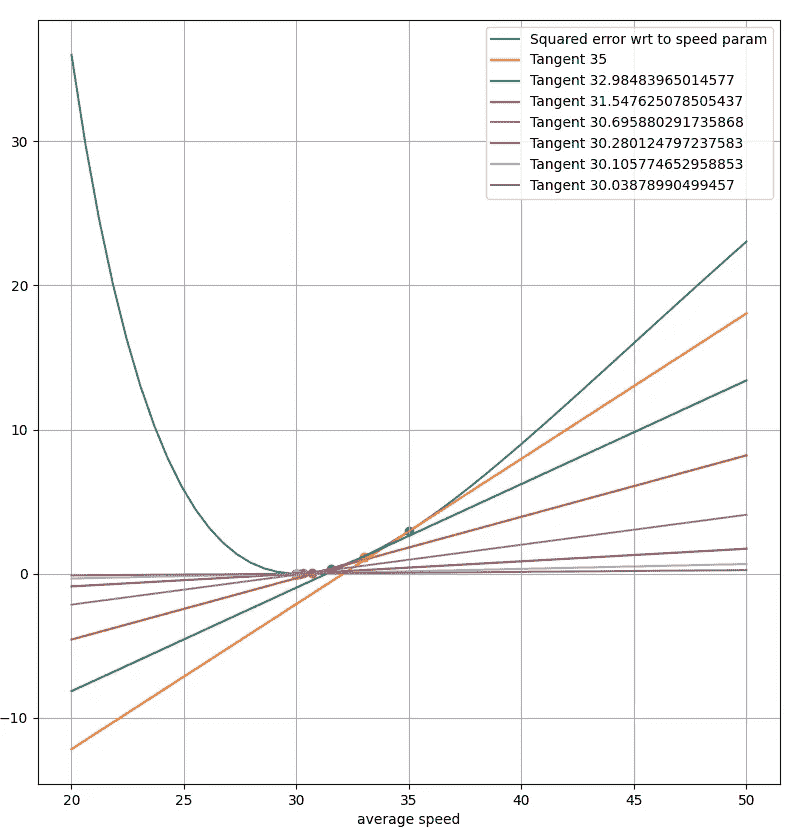 Squared error wrt to speed param
Tangent 35
Tangent 32.98483965014577
Tangent 31.547625078505437
Tangent 30.695880291735868
Tangent 30.280124797237583
Tangent 30.105774652958853
Tangent 30.03878990499457
30
20
10
0
−10
20 25 30 35 40 45 50
average speed